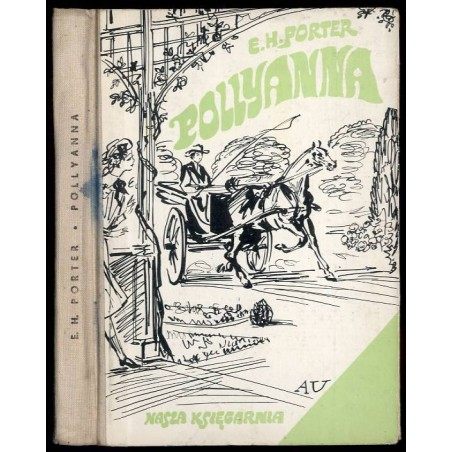 E. H. PORTER • POLLYANNA
E.H. PORTER
POLLYANNA
AU
NASZA KSIĘGARNIA